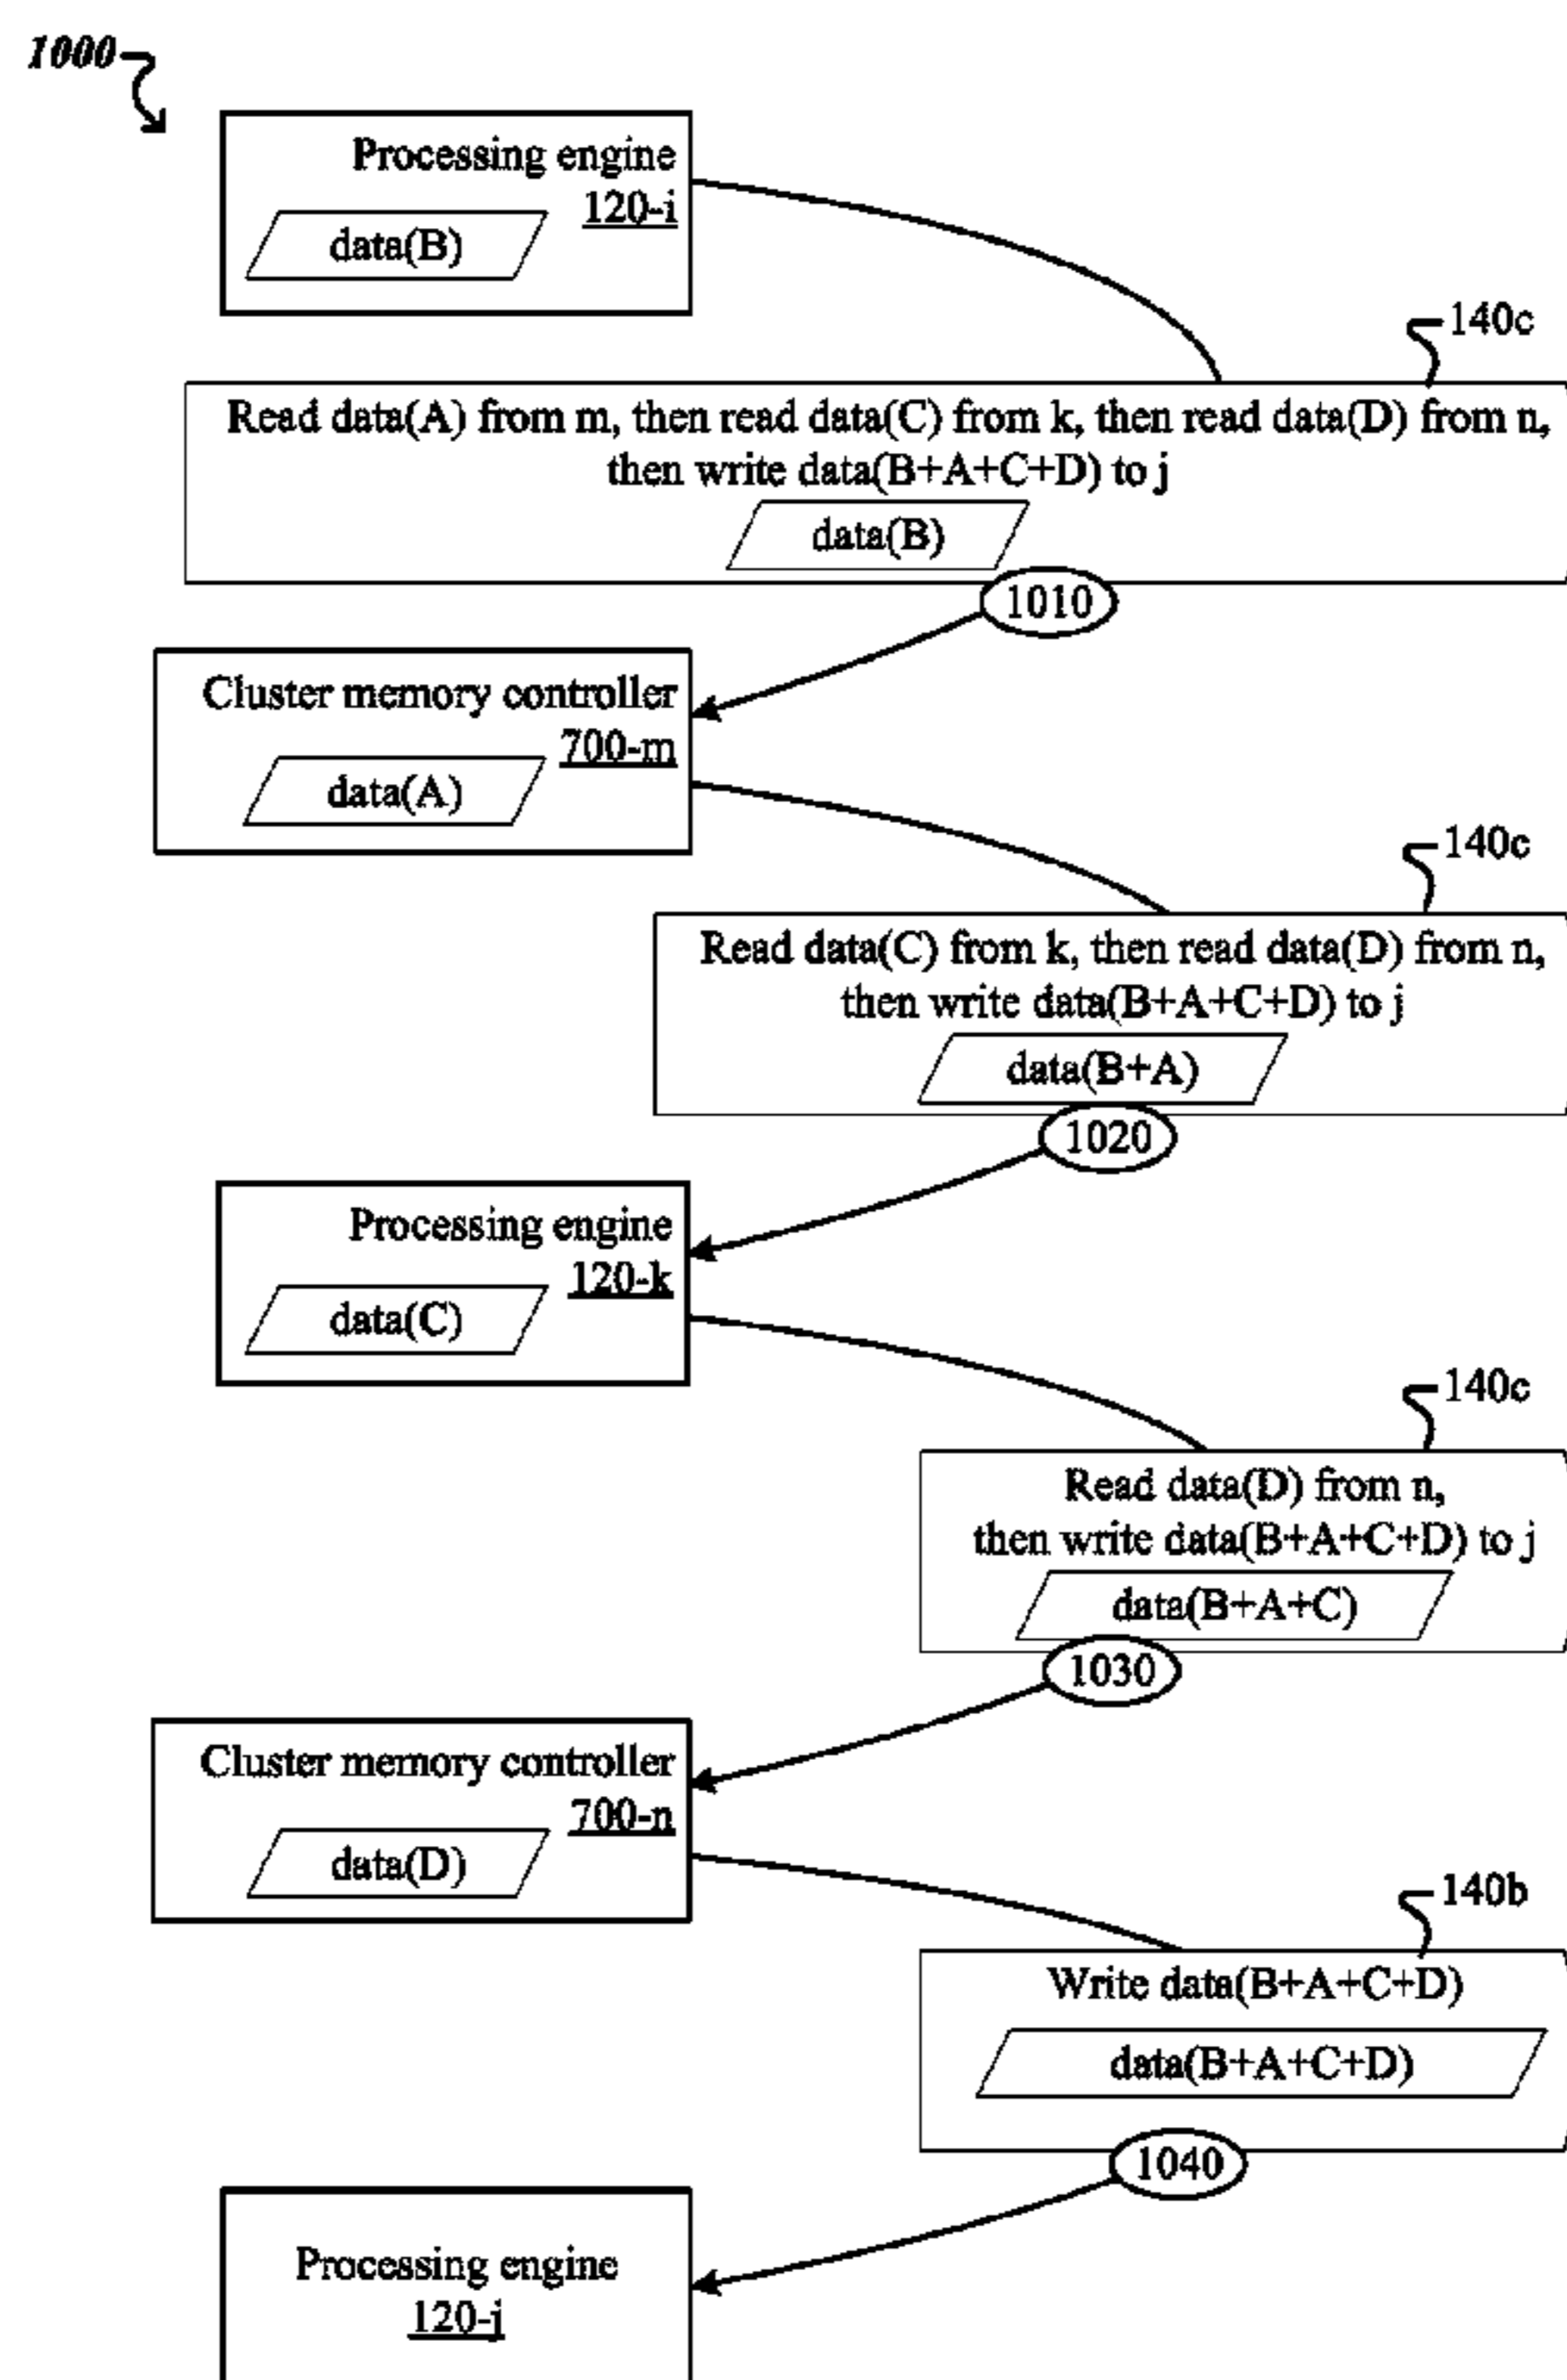 1000
Processing engine
120-i
data(B)
140c
Read data(A) from m, then read data(C) from k, then read data(D) from n,
then write data(B+A+C+D) to j
data(B)
1010
Cluster memory controller
700-m
data(A)
140c
Read data(C) from k, then read data(D) from n,
then write data(B+A+C+D) to j
data(B+A)
1020
Processing engine
120-k
data(C)
140c
Read data(D) from n,
then write data(B+A+C+D) to j
data(B+A+C)
1030
Cluster memory controller
700-n
data(D)
140b
Write data(B+A+C+D)
data(B+A+C+D)
1040
Processing engine
120-j